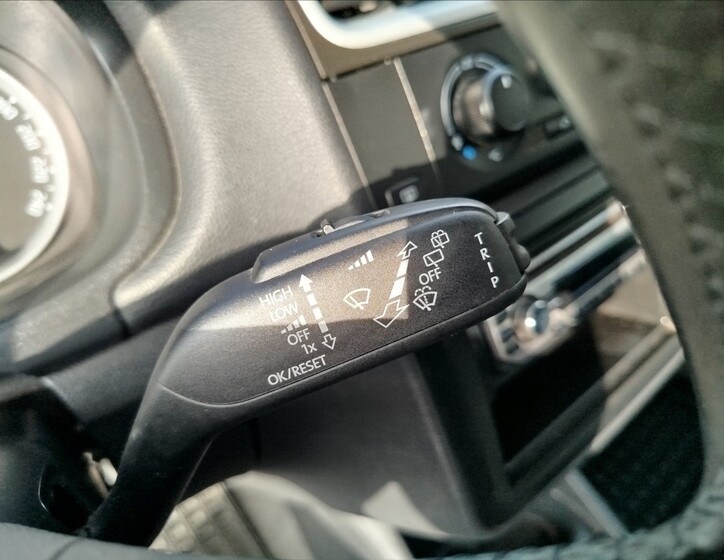 HIGH
LOW
OFF
1x
OK/RESET
OFF
TRIP